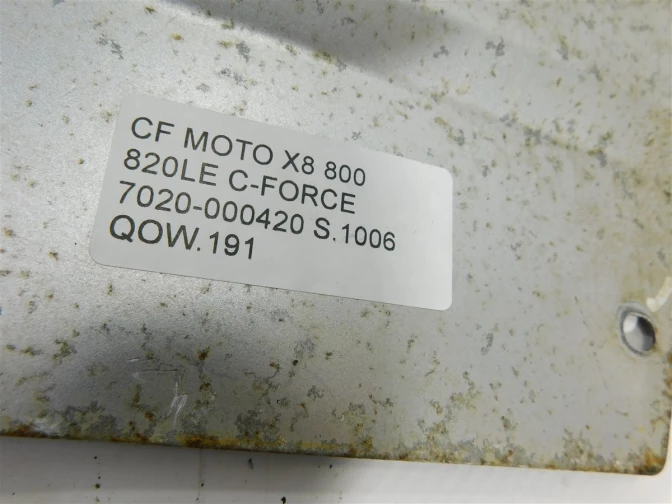 CF MOTO X8 800
820LE C-FORCE
7020-000420 S.1006
QOW.191